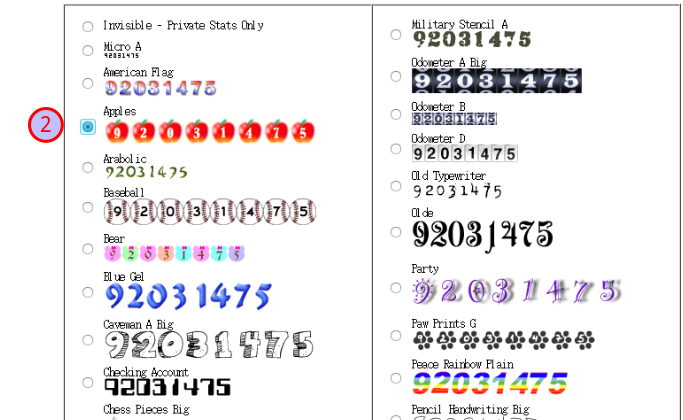 Invisible - Private Stats Only
Micro A
92031475
American Flag
92031475
2
Apples
92031475
Arabolic
92031475
Baseball
92031475
Bear
92031475
Blue Gel
92031475
Caveman A Big
92031475
Checking Account
92031475
Chess Pieces Big
Military Stencil A
92031475
Odometer A Big
92031475
Odometer B
92031475
Odometer D
92031475
Old Typewriter
92031475
Olde
92031475
Party
92031475
Paw Prints G
92031475
Peace Rainbow Plain
92031475
Pencil Handwriting Big